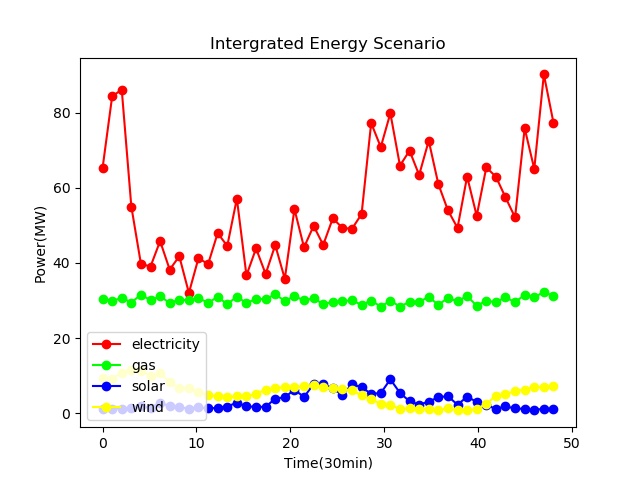 Intergrated Energy Scenario
Power(MW)
80
60
40
20
0
electricity
gas
solar
wind
0 10 20 30 40 50
Time(30min)